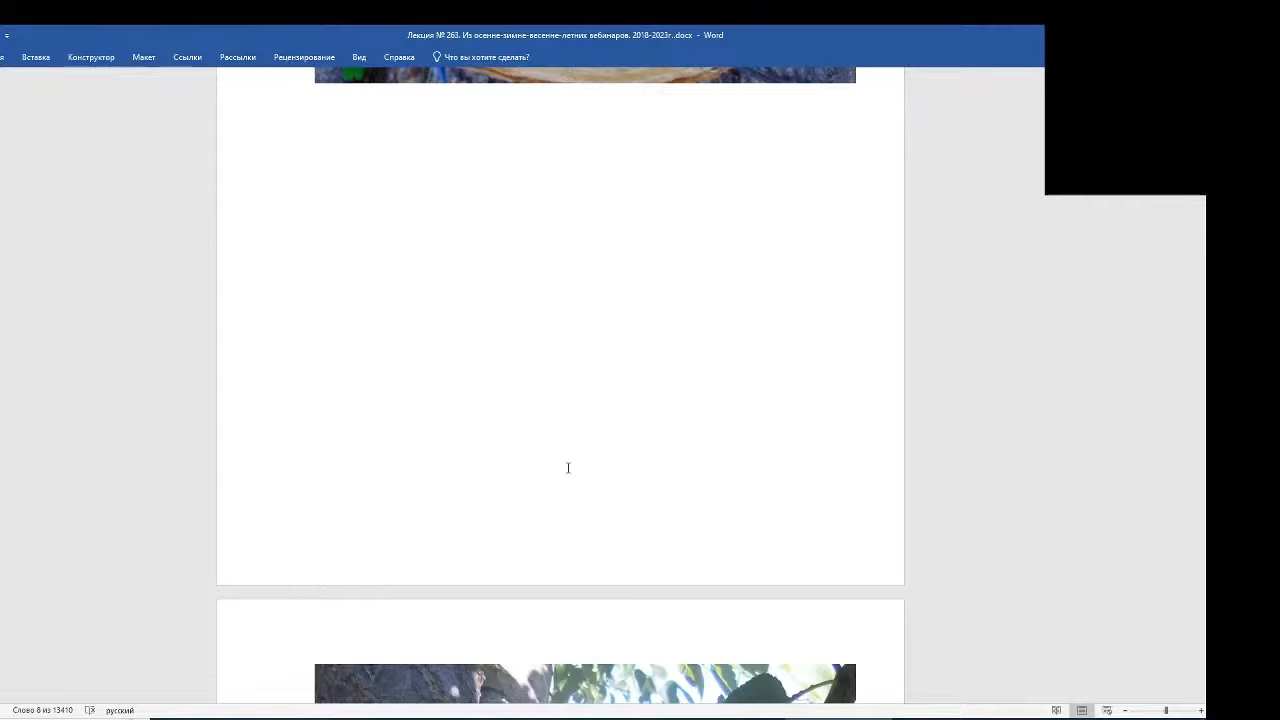 Лекция № 263. Из осенне-зимне-весенне-летних вебинаров. 2018-2023г..docx - Word
я Вставка Конструктор Макет Ссылки Рассылки Рецензирование Вид Справка Что вы хотите сделать?
Слово 8 из 13410 русский